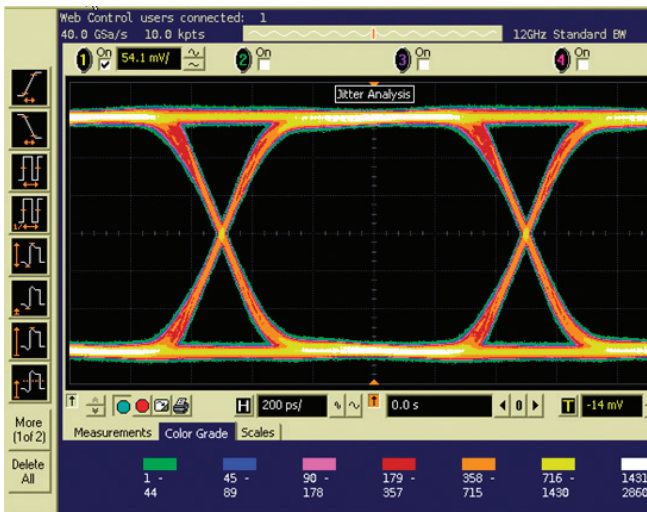 Web Control users connected: 1
40.0 GSa/s 10.0 kpts 12GHz Standard BW
1 On 54.1 mV/ 2 On 3 On 4 On
Jitter Analysis
1/
H 200 ps/ 0.0 s 0 T -14 mV
More
(1of 2)
Delete
All
Measurements Color Grade Scales
1 - 45 - 90 - 179 - 358 - 716 - 1431
44 89 178 357 715 1430 2860